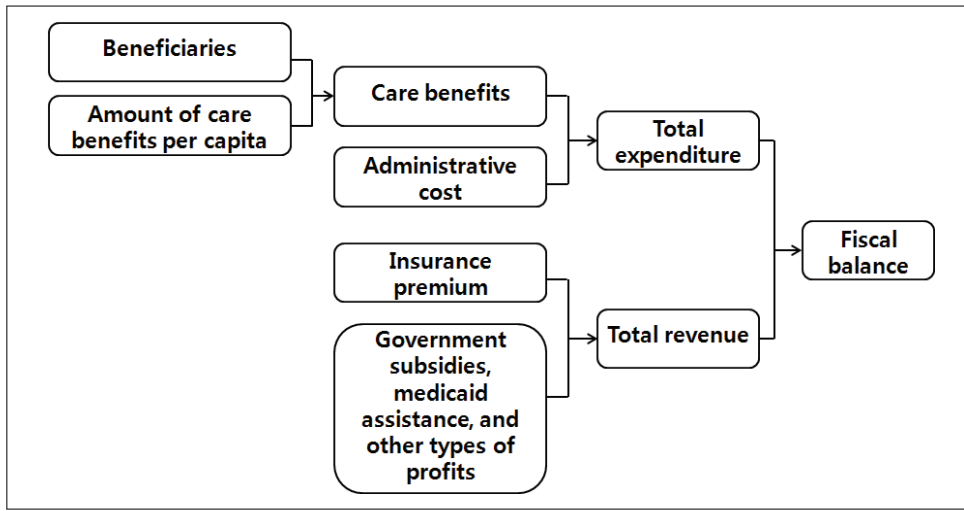 Beneficiaries
Amount of care
benefits per capita
Care benefits
Administrative
cost
Total
expenditure
Insurance
premium
Government
subsidies,
medicaid
assistance, and
other types of
profits
Total revenue
Fiscal
balance